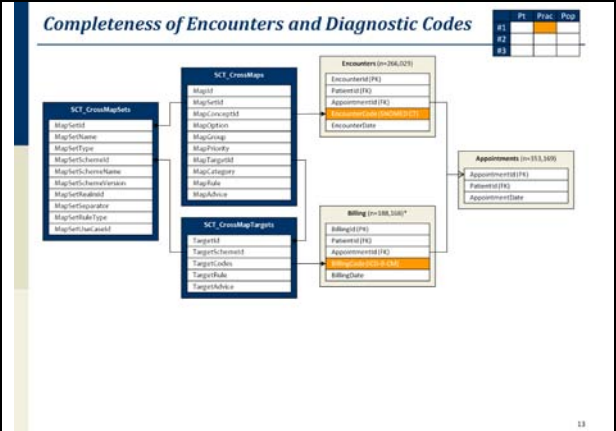 Completeness of Encounters and Diagnostic Codes
Pt Prac Pop
#1
#2
#3
SCT_CrossMapSets
MapSetId
MapSetName
MapSetType
MapSetSchemeId
MapSetSchemeName
MapSetSchemeVersion
MapSetRealmId
MapSetSeparator
MapSetRuleType
MapSetUseCaseId
SCT_CrossMaps
MapId
MapSetId
MapConceptId
MapOption
MapGroup
MapPriority
MapTargetId
MapCategory
MapRule
MapAdvice
SCT_CrossMapTargets
TargetId
TargetSchemeId
TargetCodes
TargetRule
TargetAdvice
Encounters (n=266,029)
EncounterId (PK)
PatientId (FK)
AppointmentId (FK)
EncounterCode (SNOMED CT)
EncounterDate
Billing (n=188,168)*
BillingId (PK)
PatientId (FK)
AppointmentId (FK)
BillingCode (ICD-9-CM)
BillingDate
Appointments (n=353,369)
AppointmentId (PK)
PatientId (FK)
AppointmentDate
13